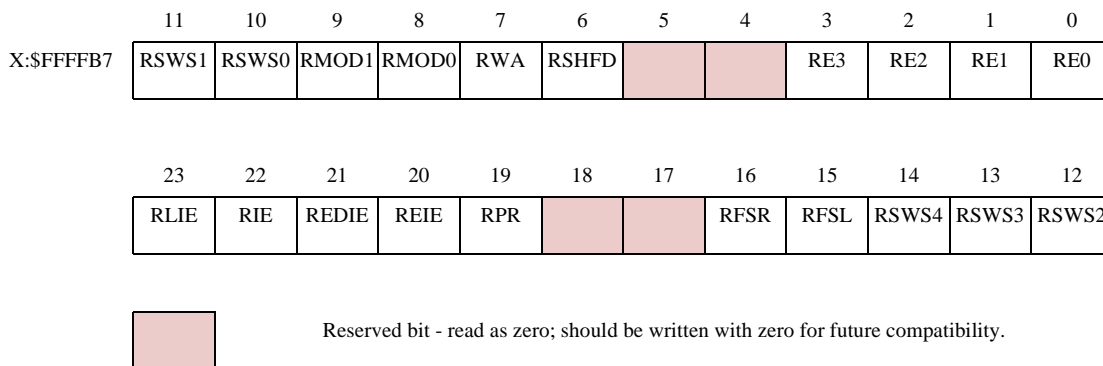 11 10 9 8 7 6 5 4 3 2 1 0
X:$FFFFB7 RSWS1 RSWS0 RMOD1 RMOD0 RWA RSHFD RE3 RE2 RE1 RE0
23 22 21 20 19 18 17 16 15 14 13 12
RLIE RIE REDIE REIE RPR RFSR RFSL RSWS4 RSWS3 RSWS2
Reserved bit - read as zero; should be written with zero for future compatibility.